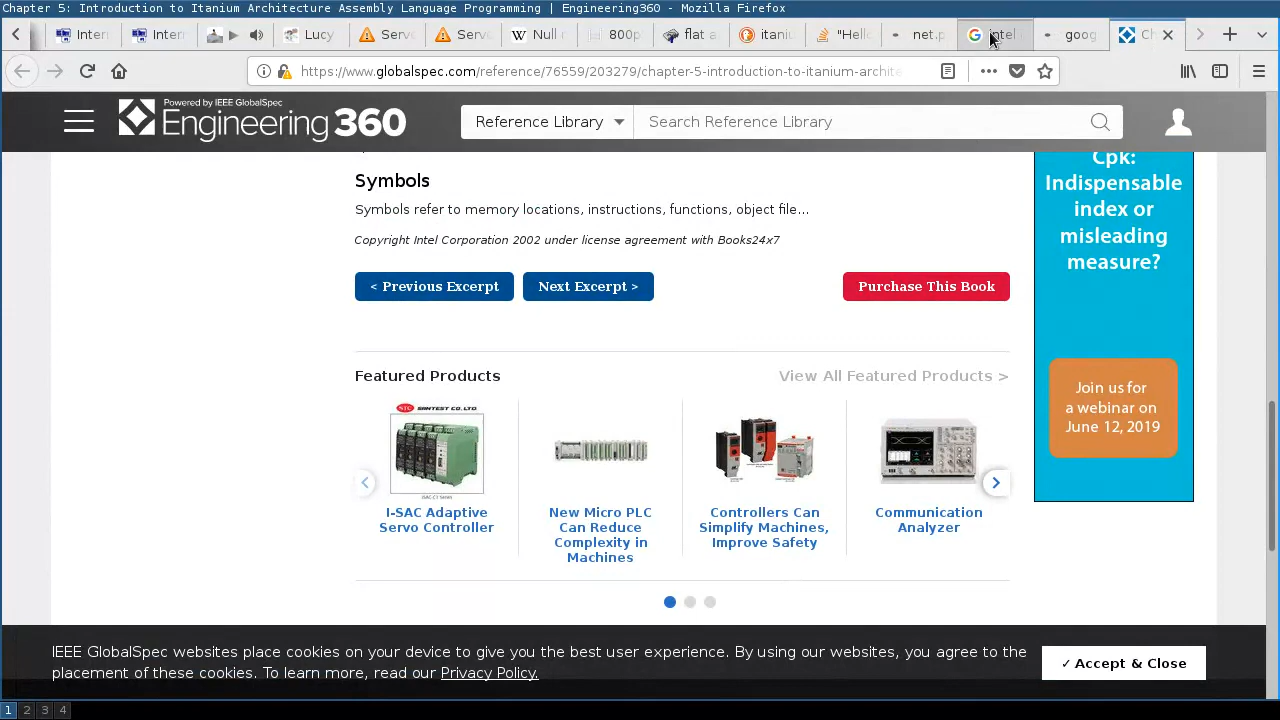 Chapter 5: Introduction to Itanium Architecture Assembly Language Programming | Engineering360 - Mozilla Firefox
Intern Intern Lucy Serv Serv Null 800p flat a itaniu "Hello net.p intel goog Ch
https://www.globalspec.com/reference/76559/203279/chapter-5-introduction-to-itanium-archite
Powered by IEEE GlobalSpec
Engineering360
Reference Library
Search Reference Library
Symbols
Symbols refer to memory locations, instructions, functions, object file...
Copyright Intel Corporation 2002 under license agreement with Books24x7
< Previous Excerpt
Next Excerpt >
Purchase This Book
Cpk:
Indispensable
index or
misleading
measure?
Join us for
a webinar on
June 12, 2019
Featured Products
View All Featured Products >
SANTEST CO.,LTD.
I-SAC Adaptive
Servo Controller
New Micro PLC
Can Reduce
Complexity in
Machines
Controllers Can
Simplify Machines,
Improve Safety
Communication
Analyzer
IEEE GlobalSpec websites place cookies on your device to give you the best user experience. By using our websites, you agree to the
placement of these cookies. To learn more, read our Privacy Policy.
✓ Accept & Close
1 2 3 4